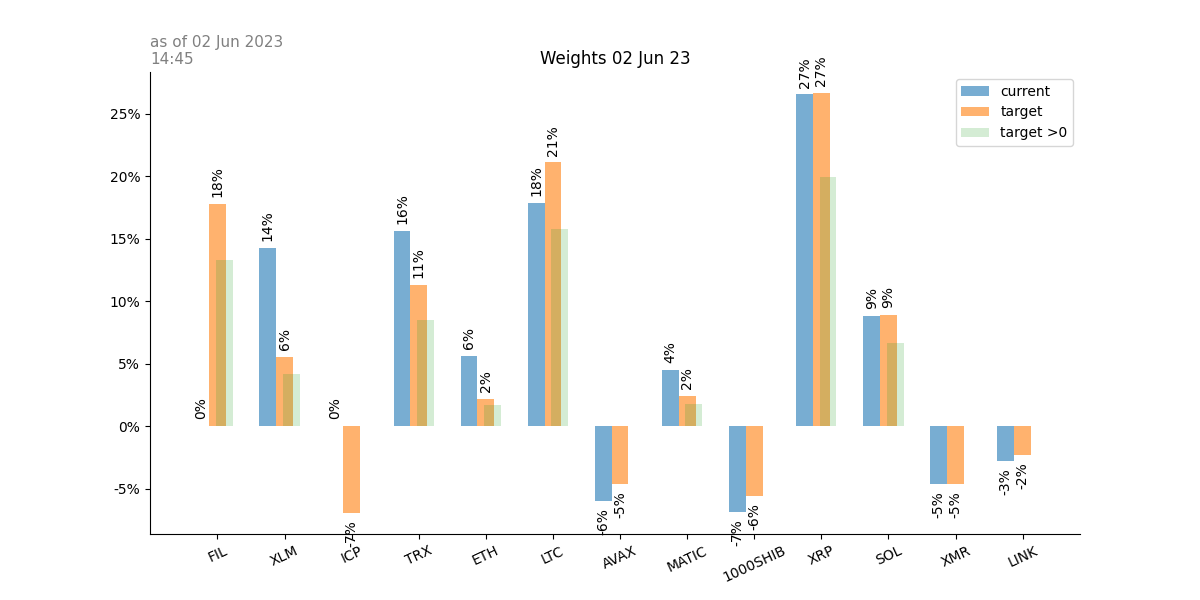 as of 02 Jun 2023
14:45
Weights 02 Jun 23
current
target
target >0
25%
20%
15%
10%
5%
0%
-5%
0%
18%
14%
6%
0%
-7%
16%
11%
6%
2%
18%
21%
-6%
-5%
4%
2%
-7%
-6%
27%
27%
9%
9%
-5%
-5%
-3%
-2%
FIL
XLM
ICP
TRX
ETH
LTC
AVAX
MATIC
1000SHIB
XRP
SOL
XMR
LINK